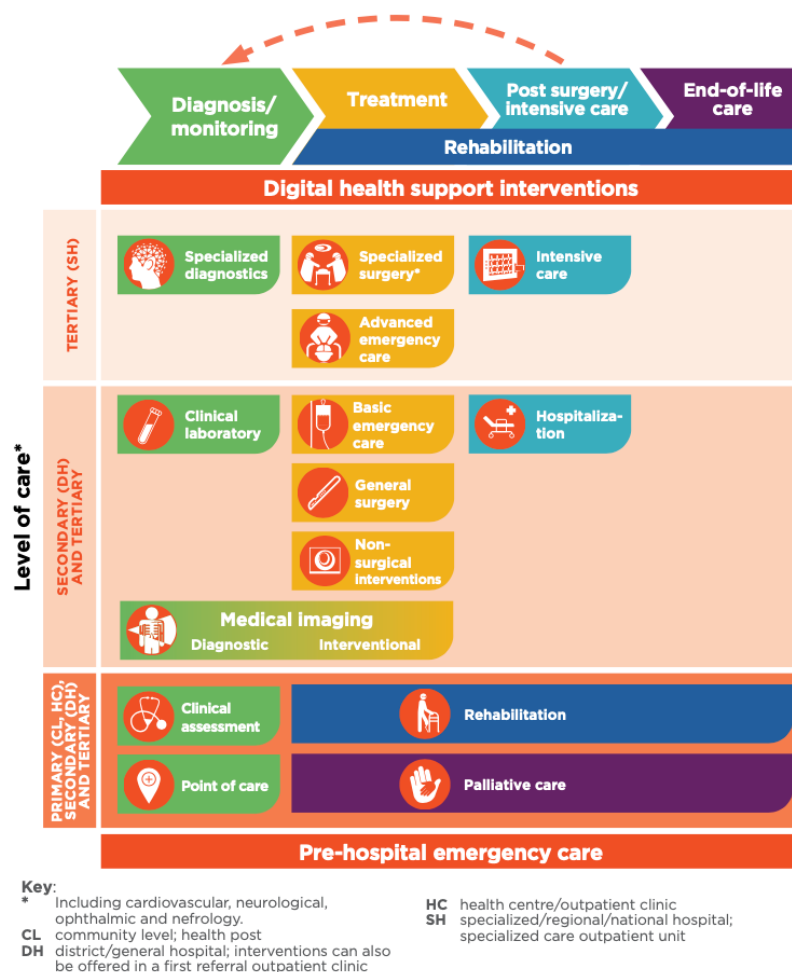 Diagnosis/
monitoring
Treatment
Post surgery/
intensive care
End-of-life
care
Rehabilitation
Digital health support interventions
Level of care*
TERTIARY (SH)
Specialized
diagnostics
Specialized
surgery*
Intensive
care
Advanced
emergency
care
SECONDARY (DH)
AND TERTIARY
Clinical
laboratory
Basic
emergency
care
Hospitaliza-
tion
General
surgery
Non-
surgical
interventions
Medical imaging
Diagnostic Interventional
PRIMARY (CL, HC),
SECONDARY (DH)
AND TERTIARY
Clinical
assessment
Rehabilitation
Point of care
Palliative care
Pre-hospital emergency care
Key:
* Including cardiovascular, neurological,
ophthalmic and nefrology.
CL community level; health post
DH district/general hospital; interventions can also
be offered in a first referral outpatient clinic
HC health centre/outpatient clinic
SH specialized/regional/national hospital;
specialized care outpatient unit